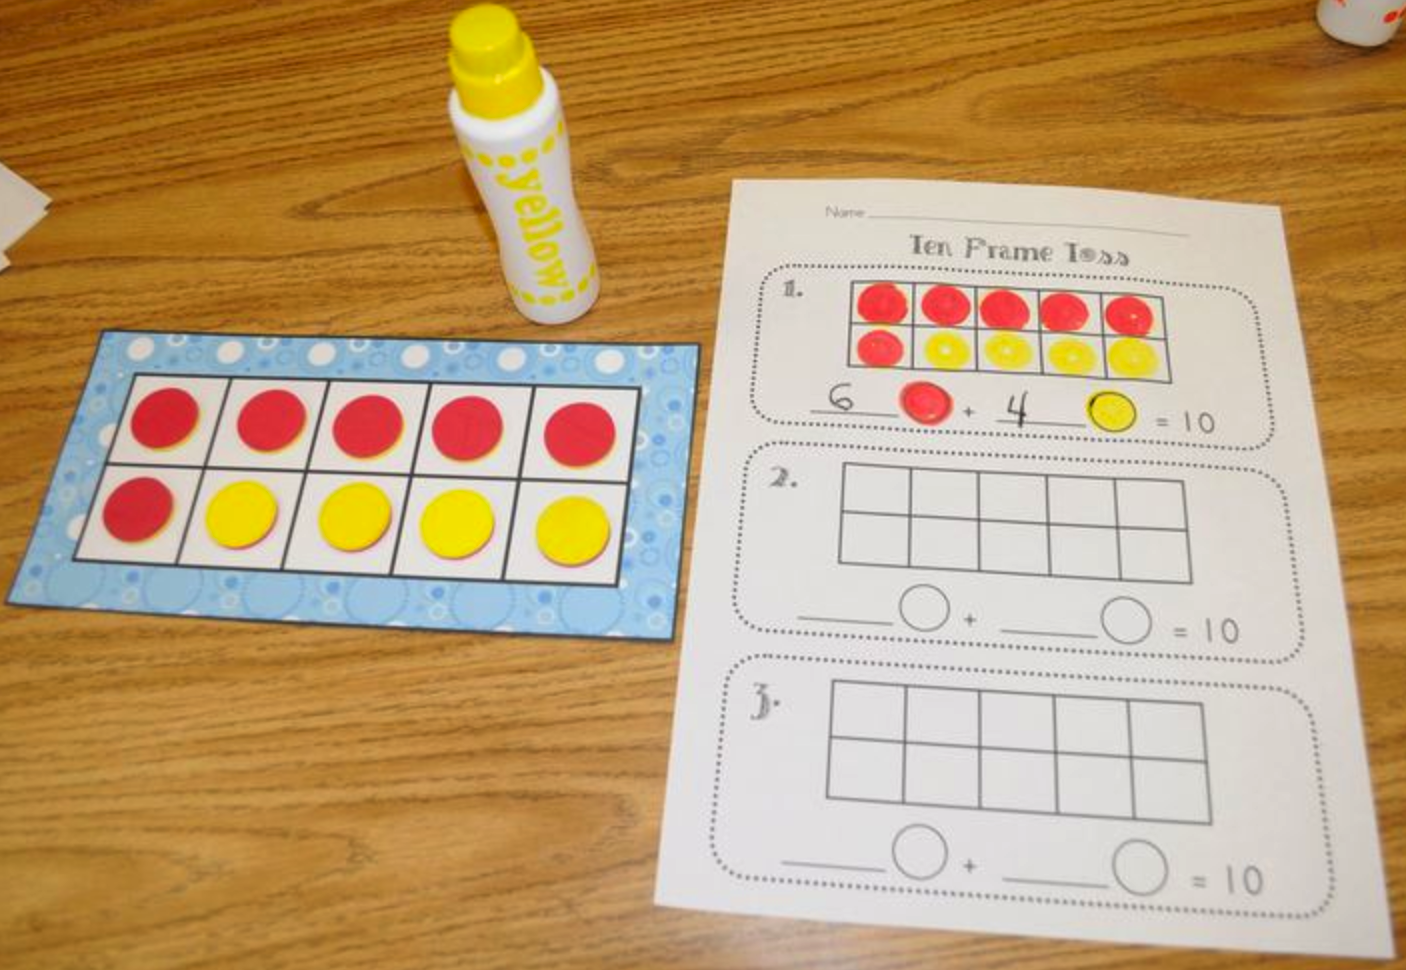 yellow
Name
Ten Frame Toss
1.
6 + 4 = 10
2.
+ = 10
3.
+ = 10